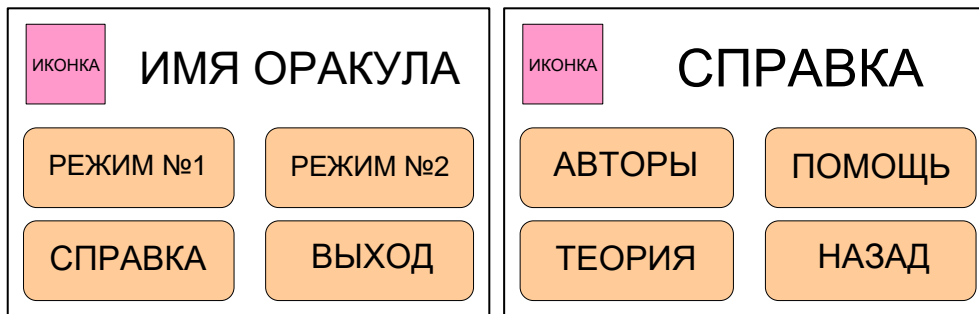 ИКОНКА
ИМЯ ОРАКУЛА
РЕЖИМ №1
РЕЖИМ №2
СПРАВКА
ВЫХОД
ИКОНКА
СПРАВКА
АВТОРЫ
ПОМОЩЬ
ТЕОРИЯ
НАЗАД